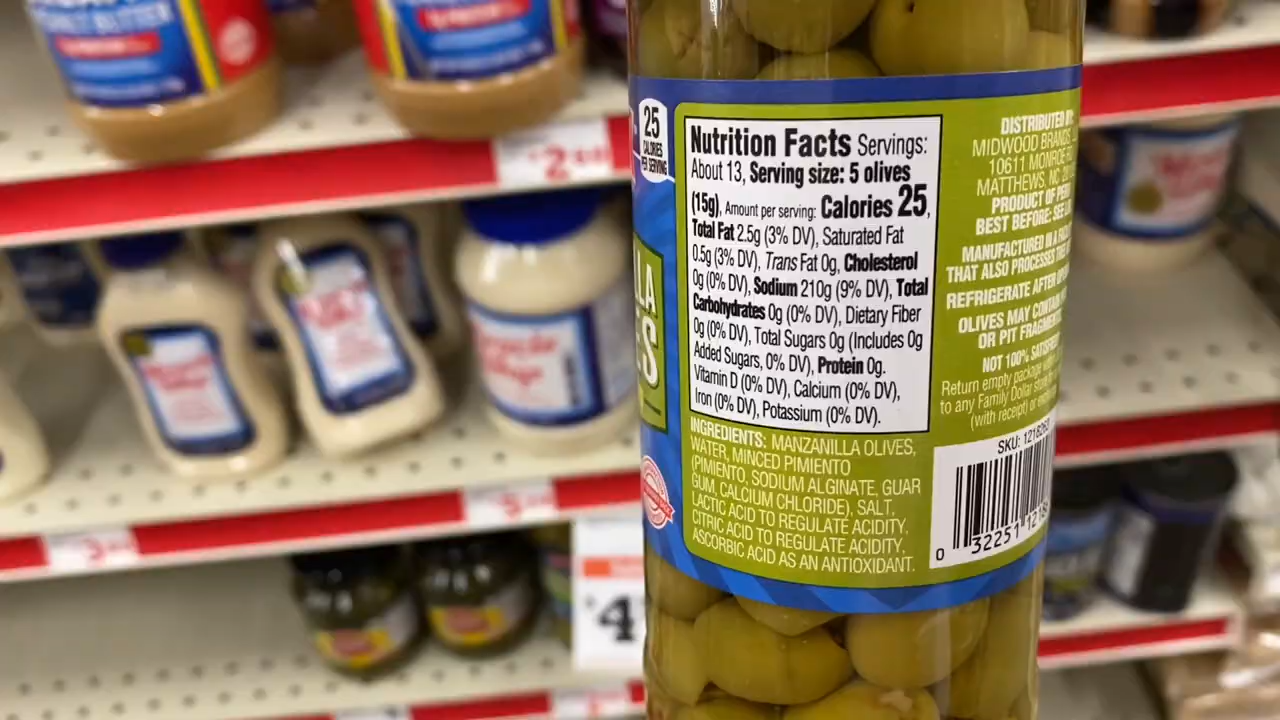 25
CALORIES
PER SERVING
Nutrition Facts Servings:
About 13, Serving size: 5 olives
(15g), Amount per serving: Calories 25,
Total Fat 2.5g (3% DV), Saturated Fat
0.5g (3% DV), Trans Fat 0g, Cholesterol
0g (0% DV), Sodium 210g (9% DV), Total
Carbohydrates 0g (0% DV), Dietary Fiber
0g (0% DV), Total Sugars 0g (Includes 0g
Added Sugars, 0% DV), Protein 0g.
Vitamin D (0% DV), Calcium (0% DV),
Iron (0% DV), Potassium (0% DV).
INGREDIENTS: MANZANILLA OLIVES,
WATER, MINCED PIMIENTO
(PIMIENTO, SODIUM ALGINATE, GUAR
GUM, CALCIUM CHLORIDE), SALT,
LACTIC ACID TO REGULATE ACIDITY,
CITRIC ACID TO REGULATE ACIDITY,
ASCORBIC ACID AS AN ANTIOXIDANT.
DISTRIBUTED
MIDWOOD BRANDS,
10611 MONROE
MATTHEWS, NC
PRODUCT OF
BEST BEFORE: SEE
MANUFACTURED IN A
THAT ALSO PROCESSES
REFRIGERATE AFTER
OLIVES MAY CONTAIN
OR PIT FRAGMENTS
NOT 100%
Return empty package
to any Family Dollar
(with receipt) or
SKU:
0 32251
$4